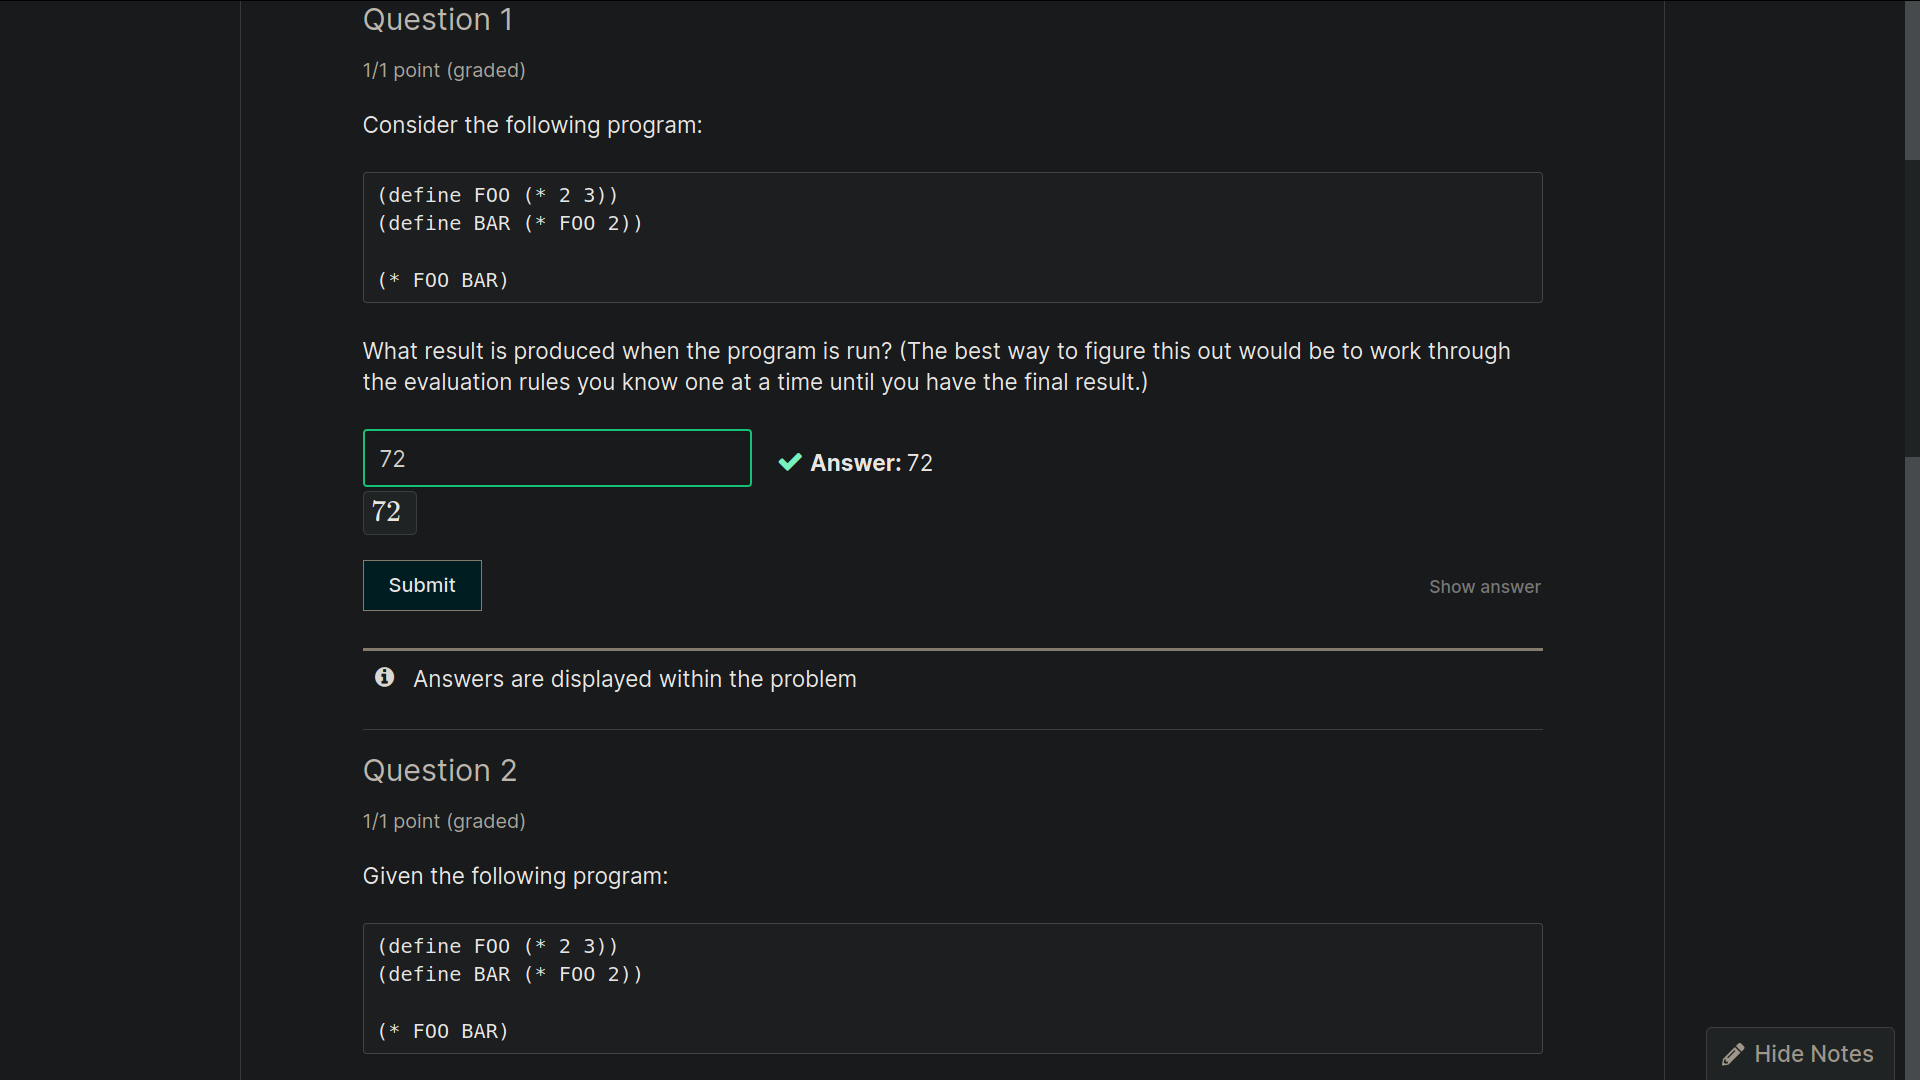 Question 1
1/1 point (graded)
Consider the following program:
(define FOO (* 2 3))
(define BAR (* FOO 2))
(* FOO BAR)
What result is produced when the program is run? (The best way to figure this out would be to work through
the evaluation rules you know one at a time until you have the final result.)
72
Answer: 72
72
Submit
Show answer
Answers are displayed within the problem
Question 2
1/1 point (graded)
Given the following program:
(define FOO (* 2 3))
(define BAR (* FOO 2))
(* FOO BAR)
Hide Notes